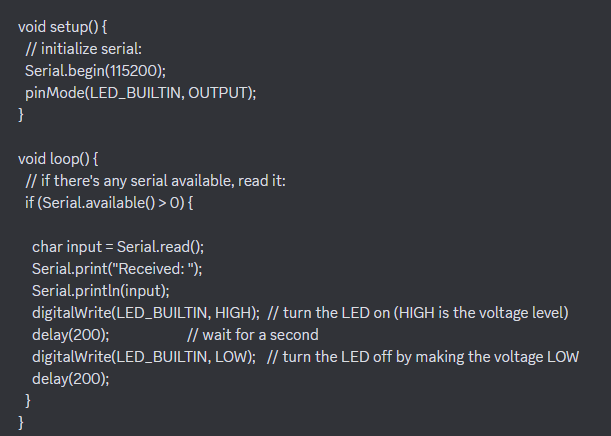 void setup() {
  // initialize serial:
  Serial.begin(115200);
  pinMode(LED_BUILTIN, OUTPUT);
}

void loop() {
  // if there's any serial available, read it:
  if (Serial.available() > 0) {

    char input = Serial.read();
    Serial.print("Received: ");
    Serial.println(input);
    digitalWrite(LED_BUILTIN, HIGH);  // turn the LED on (HIGH is the voltage level)
    delay(200);                      // wait for a second
    digitalWrite(LED_BUILTIN, LOW);   // turn the LED off by making the voltage LOW
    delay(200);
  }
}